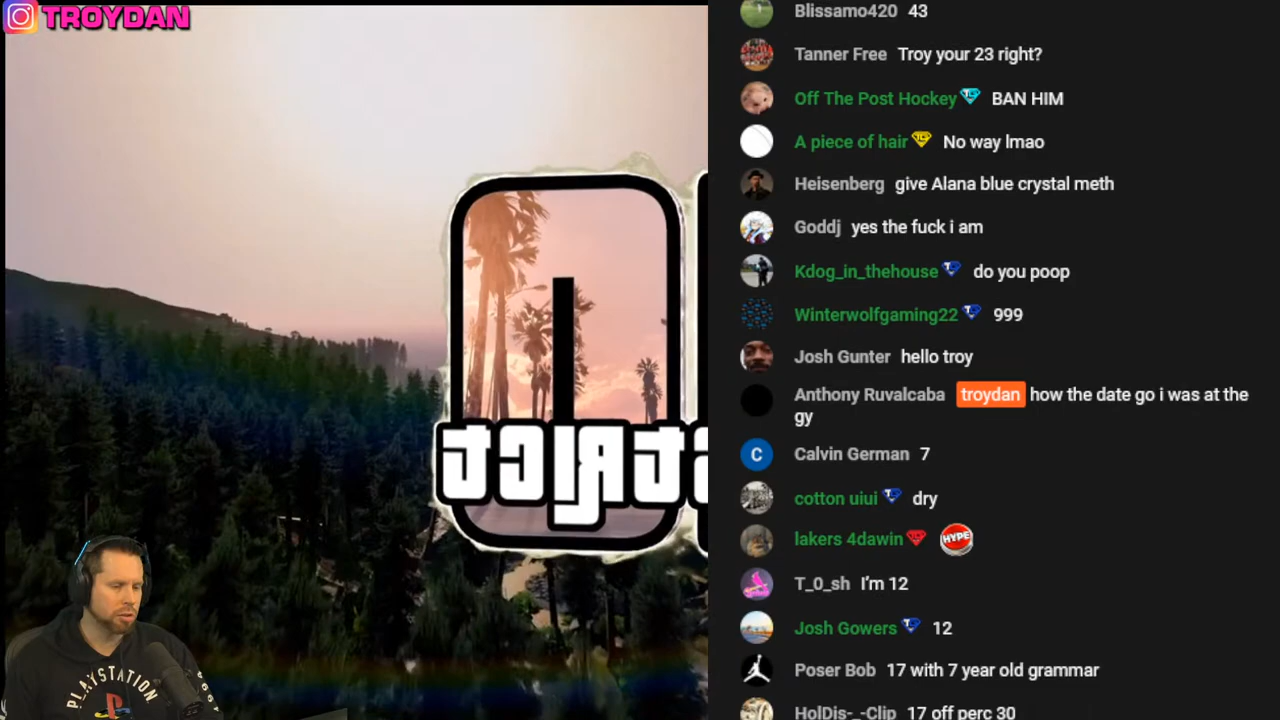 TROYDAN
Blissamo420 43
Tanner Free Troy your 23 right?
Off The Post Hockey BAN HIM
A piece of hair No way lmao
Heisenberg give Alana blue crystal meth
Goddj yes the fuck i am
Kdog_in_thehouse do you poop
Winterwolfgaming22 999
Josh Gunter hello troy
Anthony Ruvalcaba troydan how the date go i was at the
gy
C Calvin German 7
cotton uiui dry
lakers 4dawin HYPE
T_0_sh I'm 12
Josh Gowers 12
Poser Bob 17 with 7 year old grammar
HolDis-_-Clip 17 off perc 30
PLAYSTATION